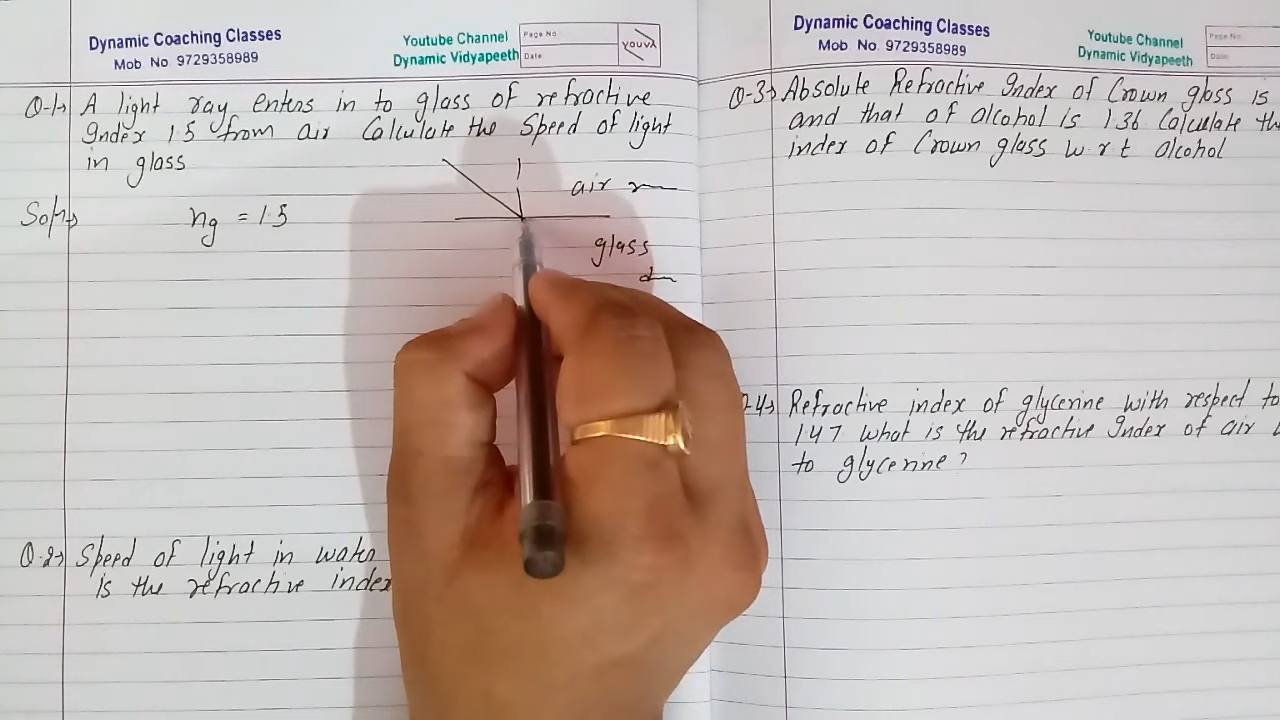 Dynamic Coaching Classes
Mob No. 9729358989
Youtube Channel
Dynamic Vidyapeeth
Page No.
Date
youva
Q-1→ A light ray enters in to glass of refractive
Index 1.5 from air Calculate the Speed of light
in glass
Soln→ ng = 1.5
air
glass
Q.2→ Speed of light in water
is the refractive index
Dynamic Coaching Classes
Mob No. 9729358989
Youtube Channel
Dynamic Vidyapeeth
Page No.
Date
Q-3→ Absolute Refractive Index of Crown glass is
and that of alcohol is 1.36 Calculate the
index of Crown glass w.r.t alcohol
Refractive index of glycerine with respect to
1.47 What is the refractive Index of air
to glycerine?